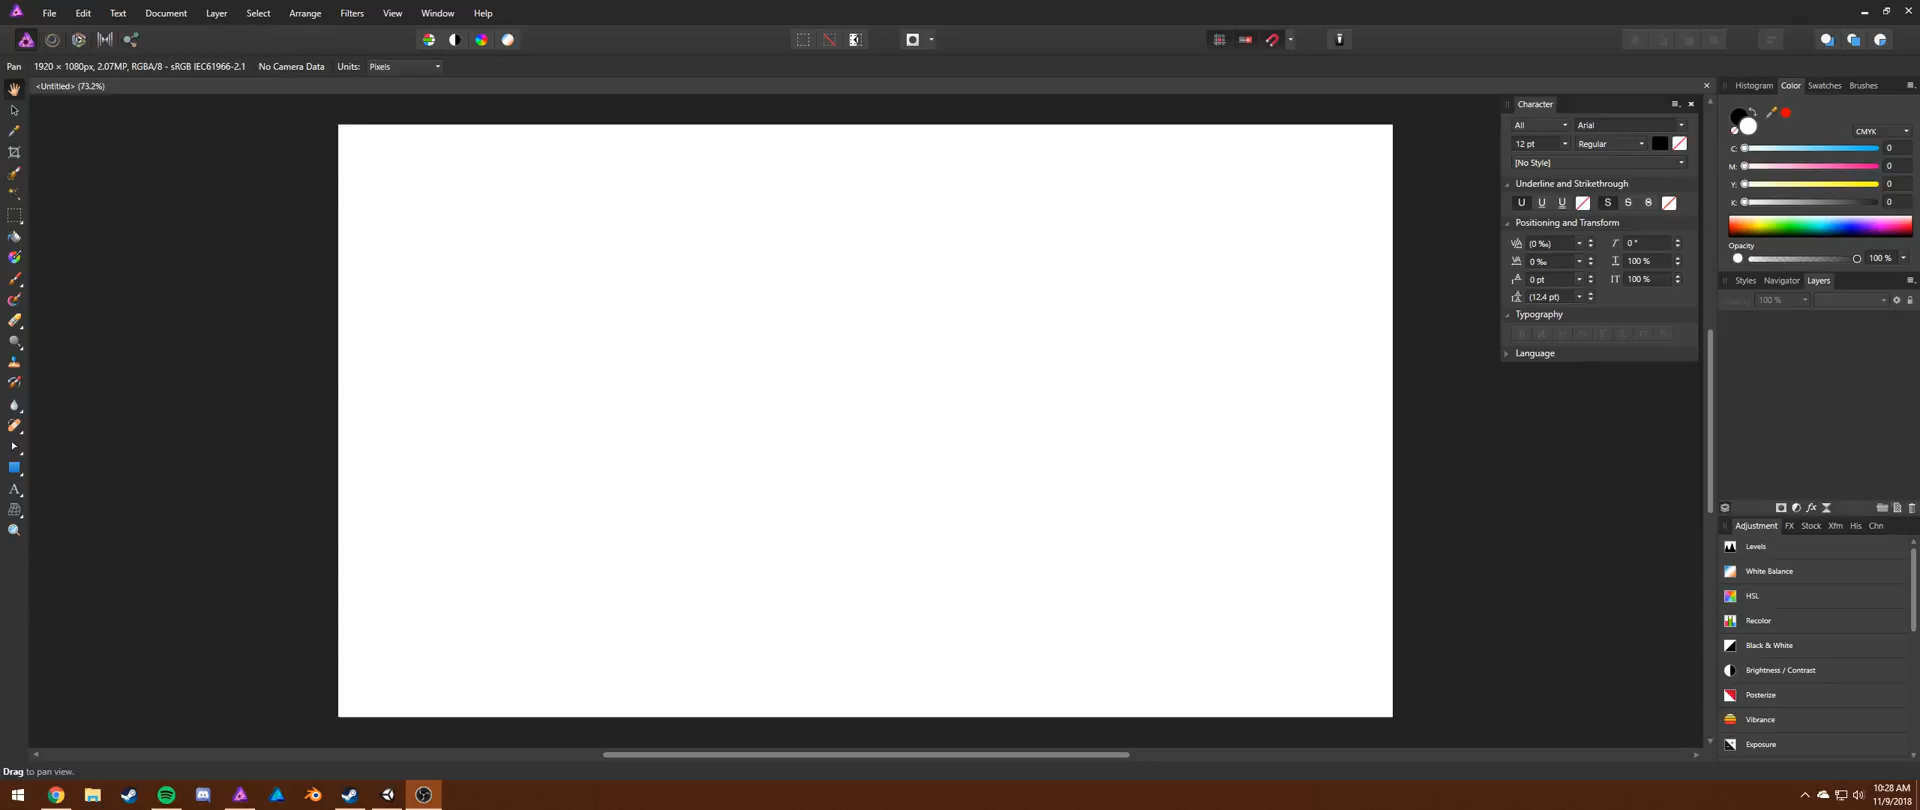 File Edit Text Document Layer Select Arrange Filters View Window Help
Pan 1920 × 1080px, 2.07MP, RGBA/8 - sRGB IEC61966-2.1 No Camera Data Units: Pixels
<Untitled> (73.2%)
Histogram Color Swatches Brushes
Character
All Arial
12 pt Regular
[No Style]
Underline and Strikethrough
U U U S S S
Positioning and Transform
(0 ‰) 0 °
0 ‰ 100 %
0 pt 100 %
(12.4 pt)
Typography
Language
CMYK
C: 0
M: 0
Y: 0
K: 0
Opacity
100 %
Styles Navigator Layers
100 %
Adjustment FX Stock Xfm His Chn
Levels
White Balance
HSL
Recolor
Black & White
Brightness / Contrast
Posterize
Vibrance
Exposure
Drag to pan view.
10:28 AM
11/9/2018